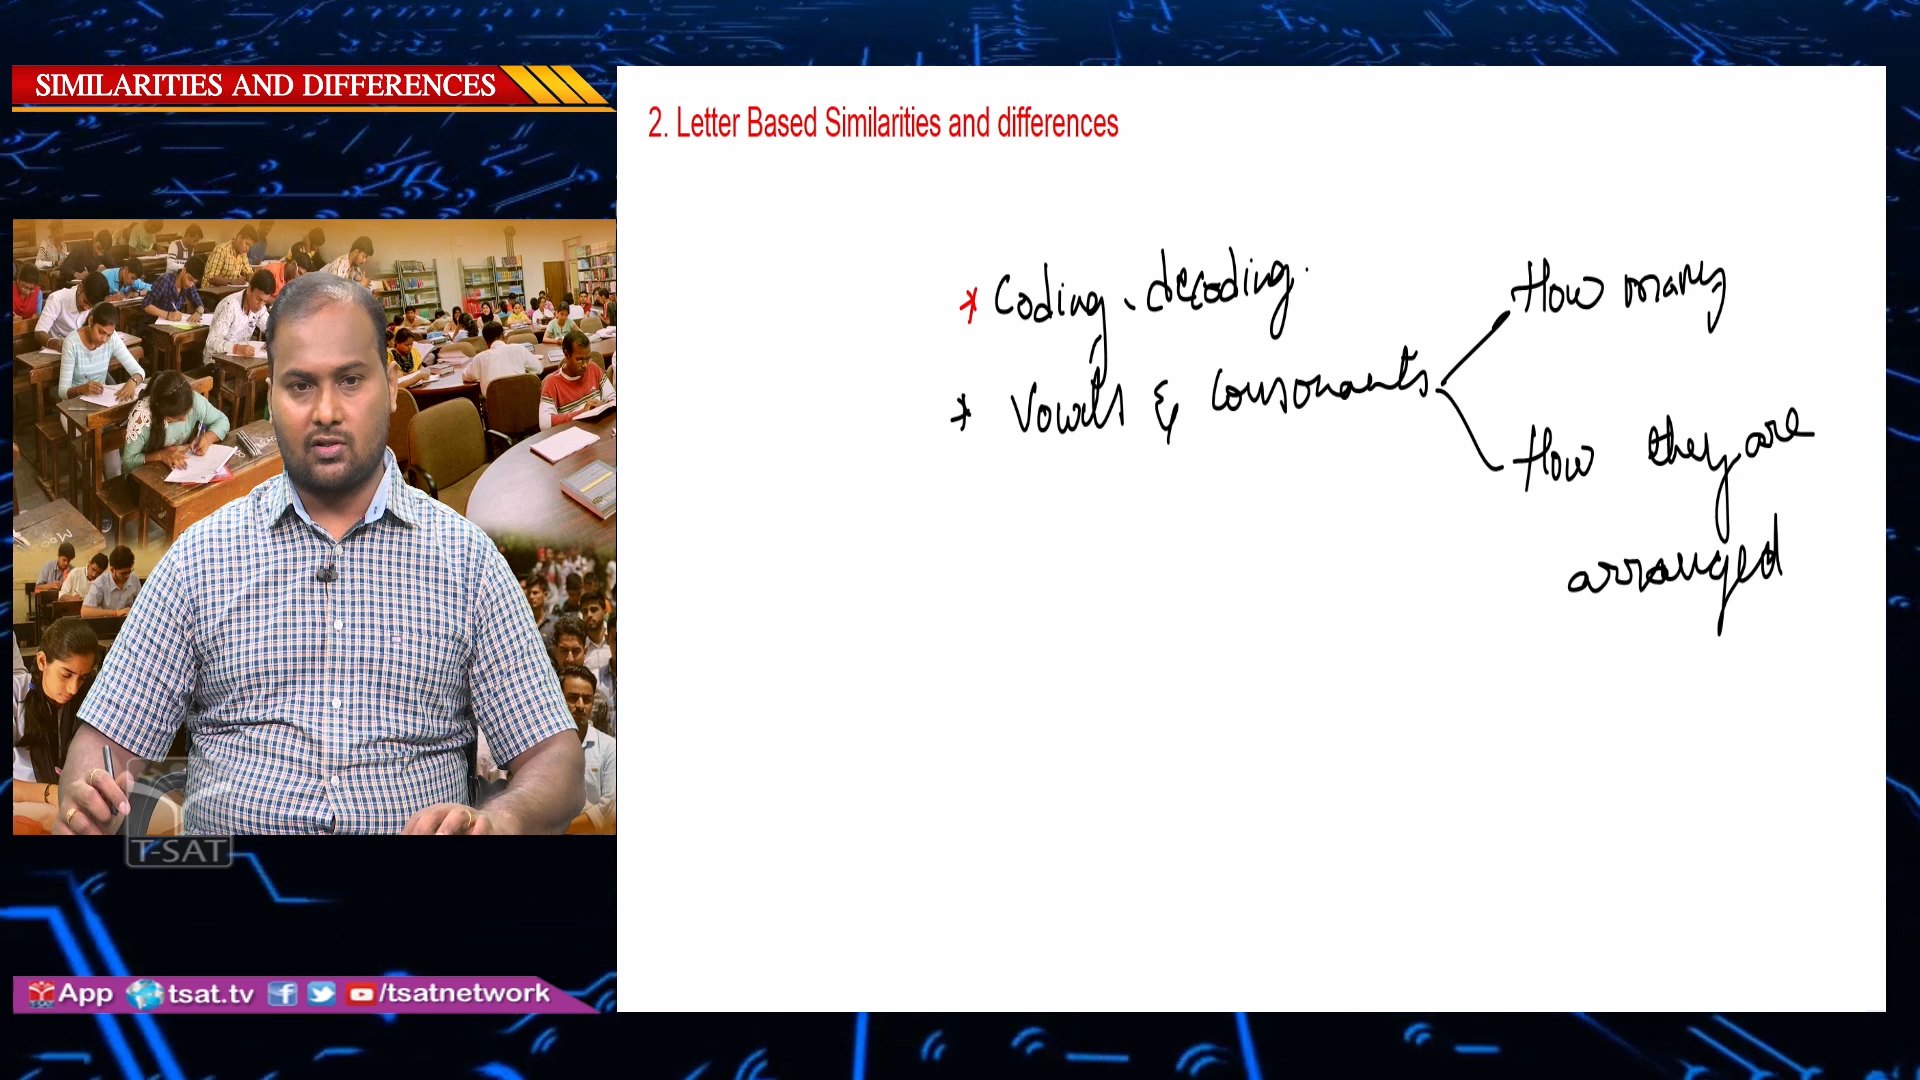 SIMILARITIES AND DIFFERENCES
2. Letter Based Similarities and differences
* Coding, decoding.
* Vowels & consonants
How many
How they are
arranged
T-SAT
App tsat.tv /tsatnetwork